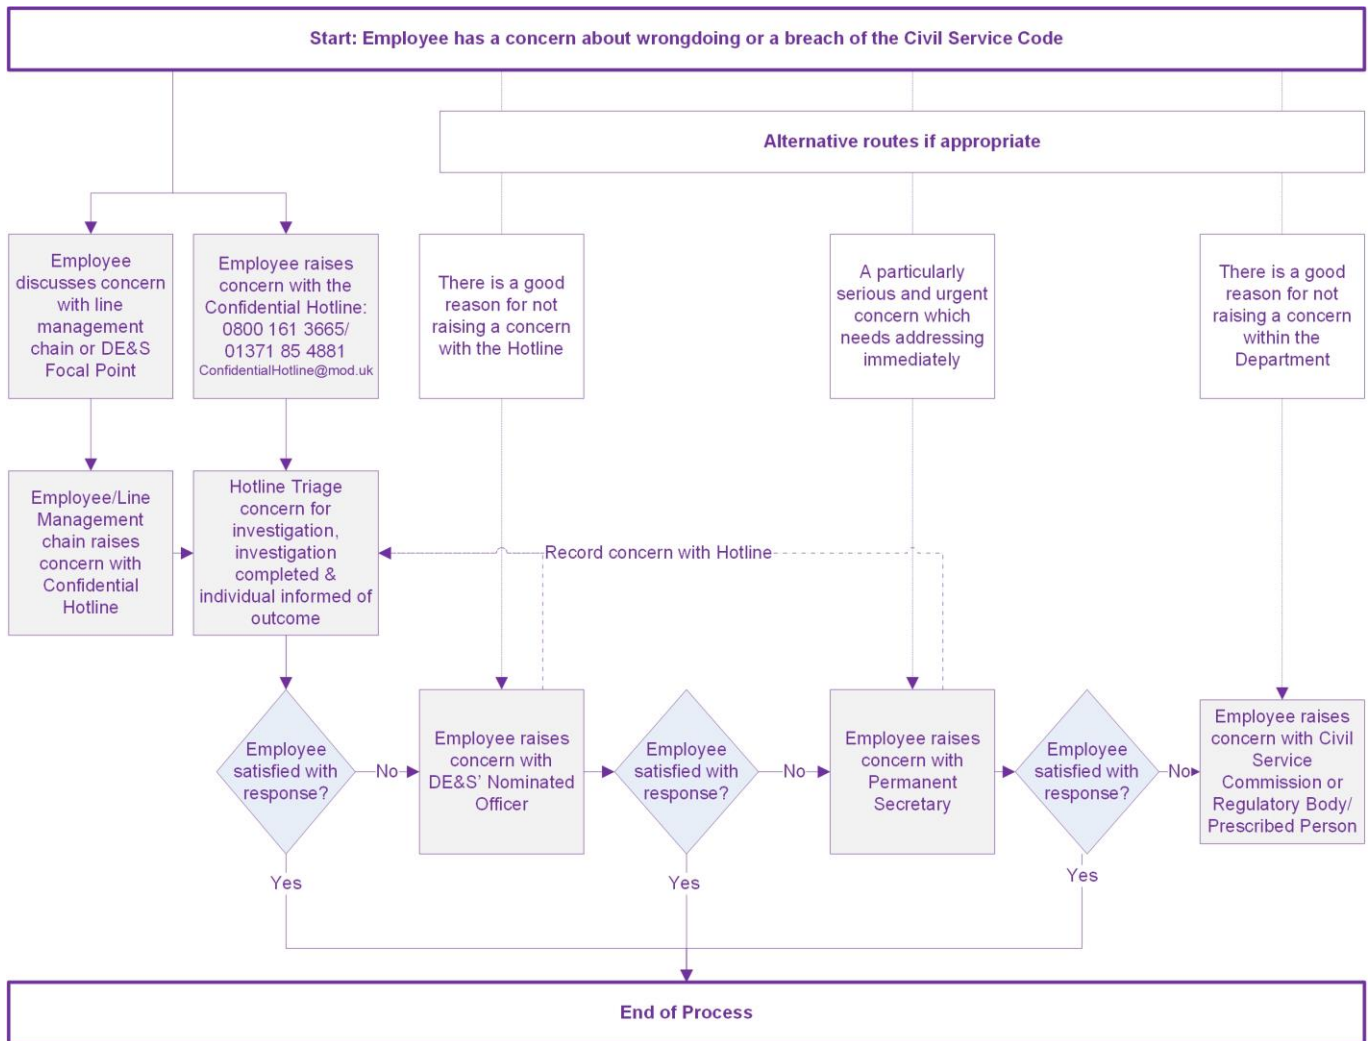 Start: Employee has a concern about wrongdoing or a breach of the Civil Service Code
Alternative routes if appropriate
Employee
discusses concern
with line
management
chain or DE&S
Focal Point
Employee raises
concern with the
Confidential Hotline:
0800 161 3665/
01371 85 4881
ConfidentialHotline@mod.uk
There is a good
reason for not
raising a concern
with the Hotline
A particularly
serious and urgent
concern which
needs addressing
immediately
There is a good
reason for not
raising a concern
within the
Department
Employee/Line
Management
chain raises
concern with
Confidential
Hotline
Hotline Triage
concern for
investigation,
investigation
completed &
individual informed of
outcome
Record concern with Hotline
Employee
satisfied with
response?
No
Employee raises
concern with
DE&S’ Nominated
Officer
Employee
satisfied with
response?
No
Employee raises
concern with
Permanent
Secretary
Employee
satisfied with
response?
No
Employee raises
concern with Civil
Service
Commission or
Regulatory Body/
Prescribed Person
Yes
Yes
Yes
End of Process